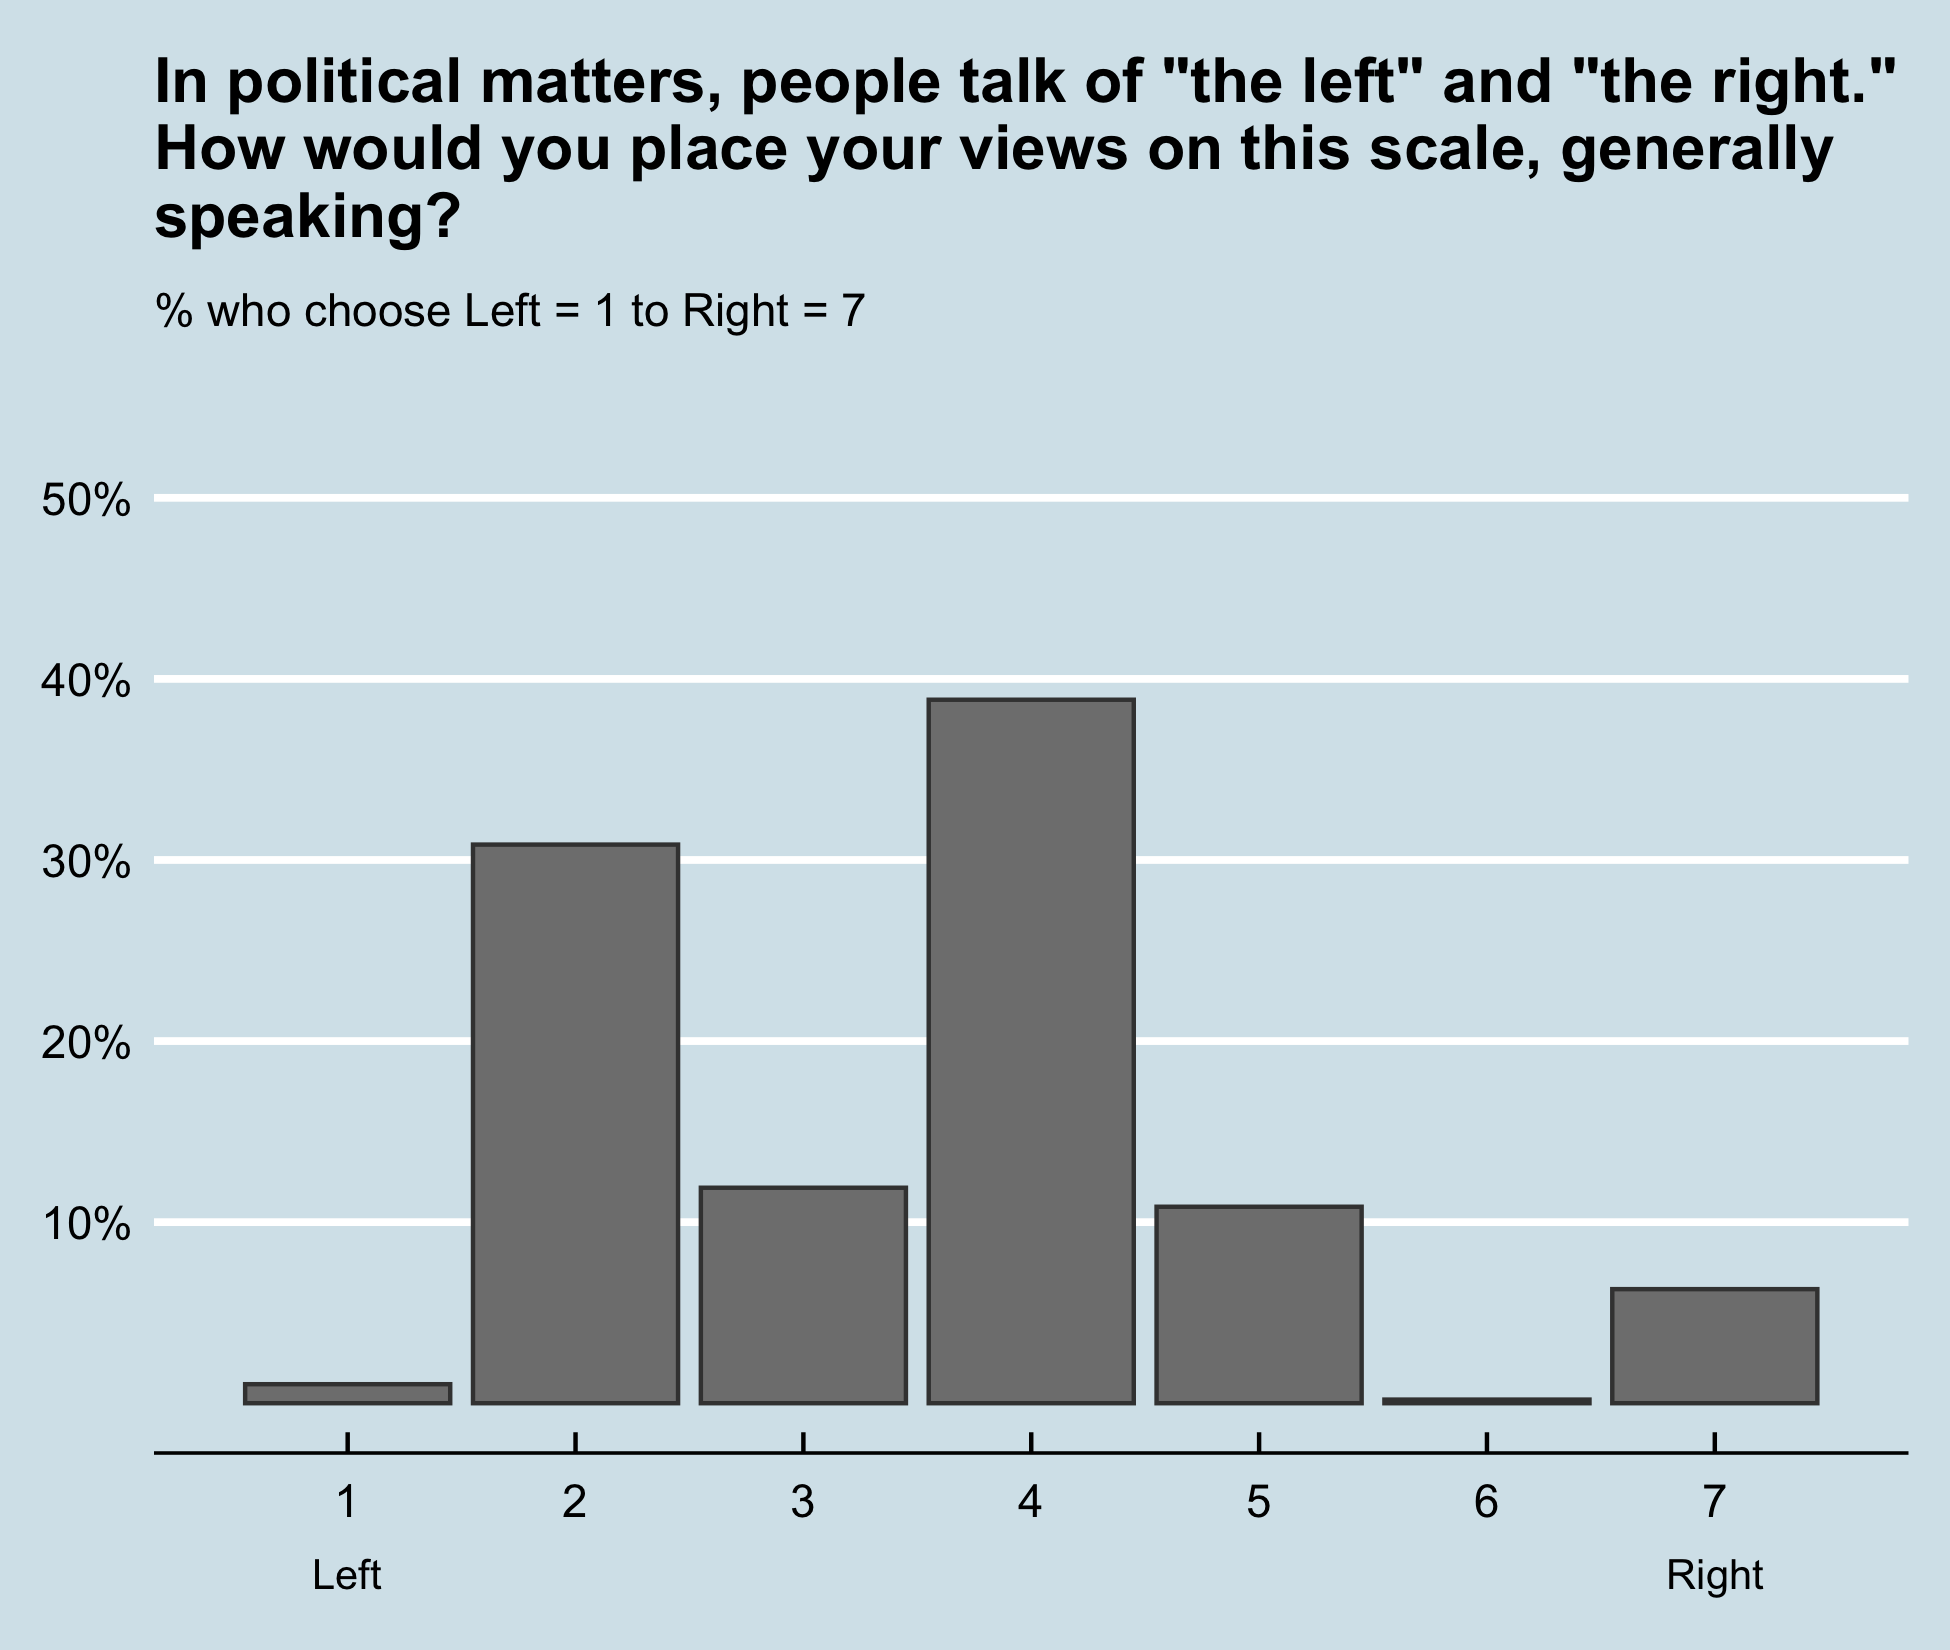 In political matters, people talk of "the left" and "the right."
How would you place your views on this scale, generally
speaking?
% who choose Left = 1 to Right = 7
50%
40%
30%
20%
10%
1 2 3 4 5 6 7
Left Right